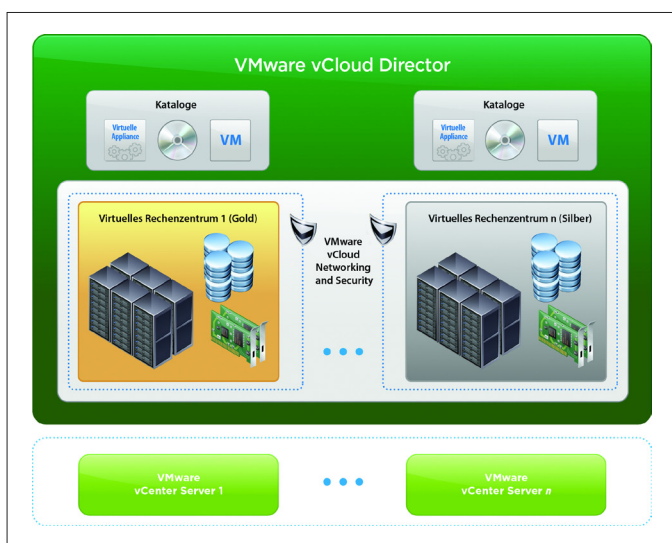 VMware vCloud Director
Kataloge
Virtuelle
Appliance
VM
Kataloge
Virtuelle
Appliance
VM
Virtuelles Rechenzentrum 1 (Gold)
VMware
vCloud
Networking
and Security
Virtuelles Rechenzentrum n (Silber)
VMware
vCenter Server 1
VMware
vCenter Server n